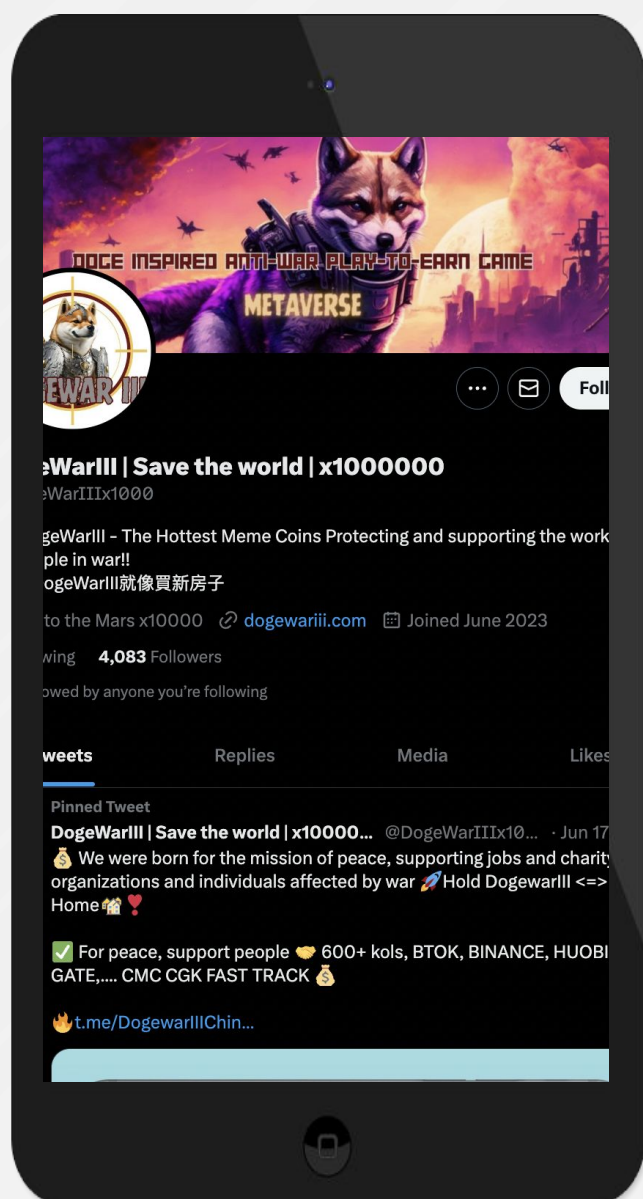 DOGE INSPIRED ANTI-WAR PLAY-TO-EARN GAME
METAVERSE
EWAR III
Foll
eWarIII | Save the world | x1000000
eWarIIIx1000
geWarIII - The Hottest Meme Coins Protecting and supporting the work
ple in war!!
ogeWarIII就像買新房子
to the Mars x10000 dogewariii.com Joined June 2023
wing 4,083 Followers
owed by anyone you're following
weets Replies Media Likes
Pinned Tweet
DogeWarIII | Save the world | x10000... @DogeWarIIIx10... · Jun 17
💰 We were born for the mission of peace, supporting jobs and charity
organizations and individuals affected by war 🚀Hold DogewarIII <=>
Home🏘❣️
✅ For peace, support people 🤝 600+ kols, BTOK, BINANCE, HUOBI
GATE,.... CMC CGK FAST TRACK 💰
🔥t.me/DogewarIIIChin...